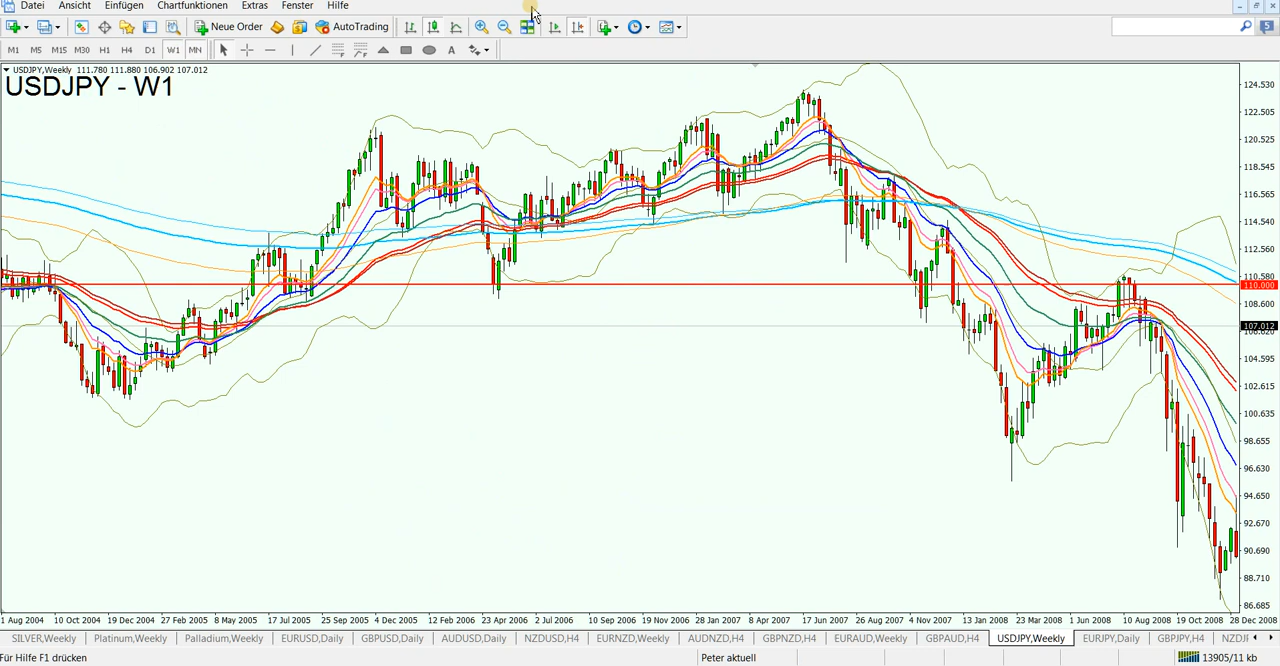 Datei Ansicht Einfügen Chartfunktionen Extras Fenster Hilfe
Neue Order AutoTrading
5
M1 M5 M15 M30 H1 H4 D1 W1 MN A
USDJPY,Weekly 111.780 111.880 106.902 107.012
USDJPY - W1
124.530
122.505
120.525
118.545
116.565
114.540
112.560
110.580
110.000
108.600
107.012
104.595
102.615
100.635
98.655
96.630
94.650
92.670
90.690
88.710
86.685
1 Aug 2004 10 Oct 2004 19 Dec 2004 27 Feb 2005 8 May 2005 17 Jul 2005 25 Sep 2005 4 Dec 2005 12 Feb 2006 23 Apr 2006 2 Jul 2006 10 Sep 2006 19 Nov 2006 28 Jan 2007 8 Apr 2007 17 Jun 2007 26 Aug 2007 4 Nov 2007 13 Jan 2008 23 Mar 2008 1 Jun 2008 10 Aug 2008 19 Oct 2008 28 Dec 2008
SILVER,Weekly Platinum,Weekly Palladium,Weekly EURUSD,Daily GBPUSD,Daily AUDUSD,Daily NZDUSD,H4 EURNZD,Weekly AUDNZD,H4 GBPNZD,H4 EURAUD,Weekly GBPAUD,H4 USDJPY,Weekly EURJPY,Daily GBPJPY,H4 NZDJF
Für Hilfe F1 drücken Peter aktuell 13905/11 kb